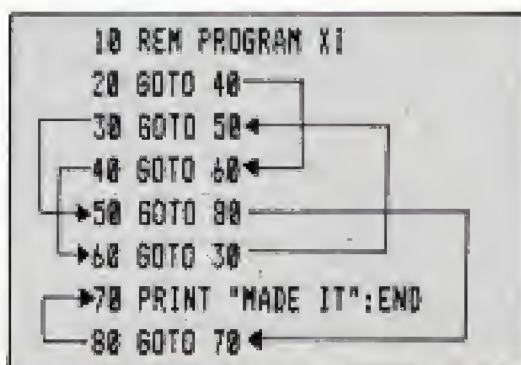 10 REM PROGRAM X1
20 GOTO 40
30 GOTO 50
40 GOTO 60
50 GOTO 80
60 GOTO 30
70 PRINT "MADE IT":END
80 GOTO 70